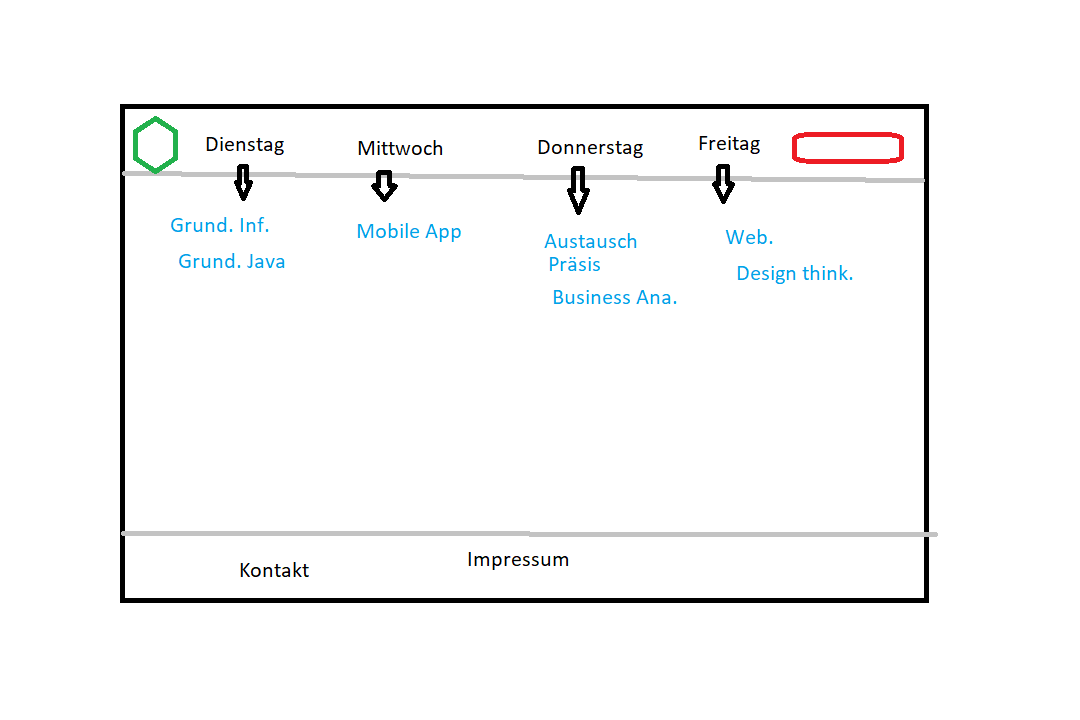 Dienstag
Mittwoch
Donnerstag
Freitag
Grund. Inf.
Grund. Java
Mobile App
Austausch
Präsis
Business Ana.
Web.
Design think.
Kontakt
Impressum